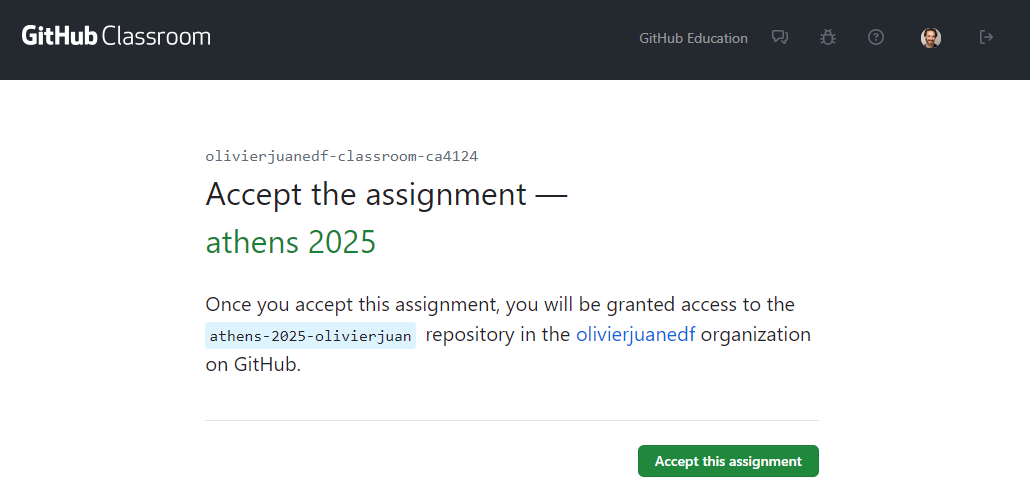 GitHub Classroom
GitHub Education
olivierjuanedf-classroom-ca4124
Accept the assignment —
athens 2025
Once you accept this assignment, you will be granted access to the
athens-2025-olivierjuan repository in the olivierjuanedf organization
on GitHub.
Accept this assignment